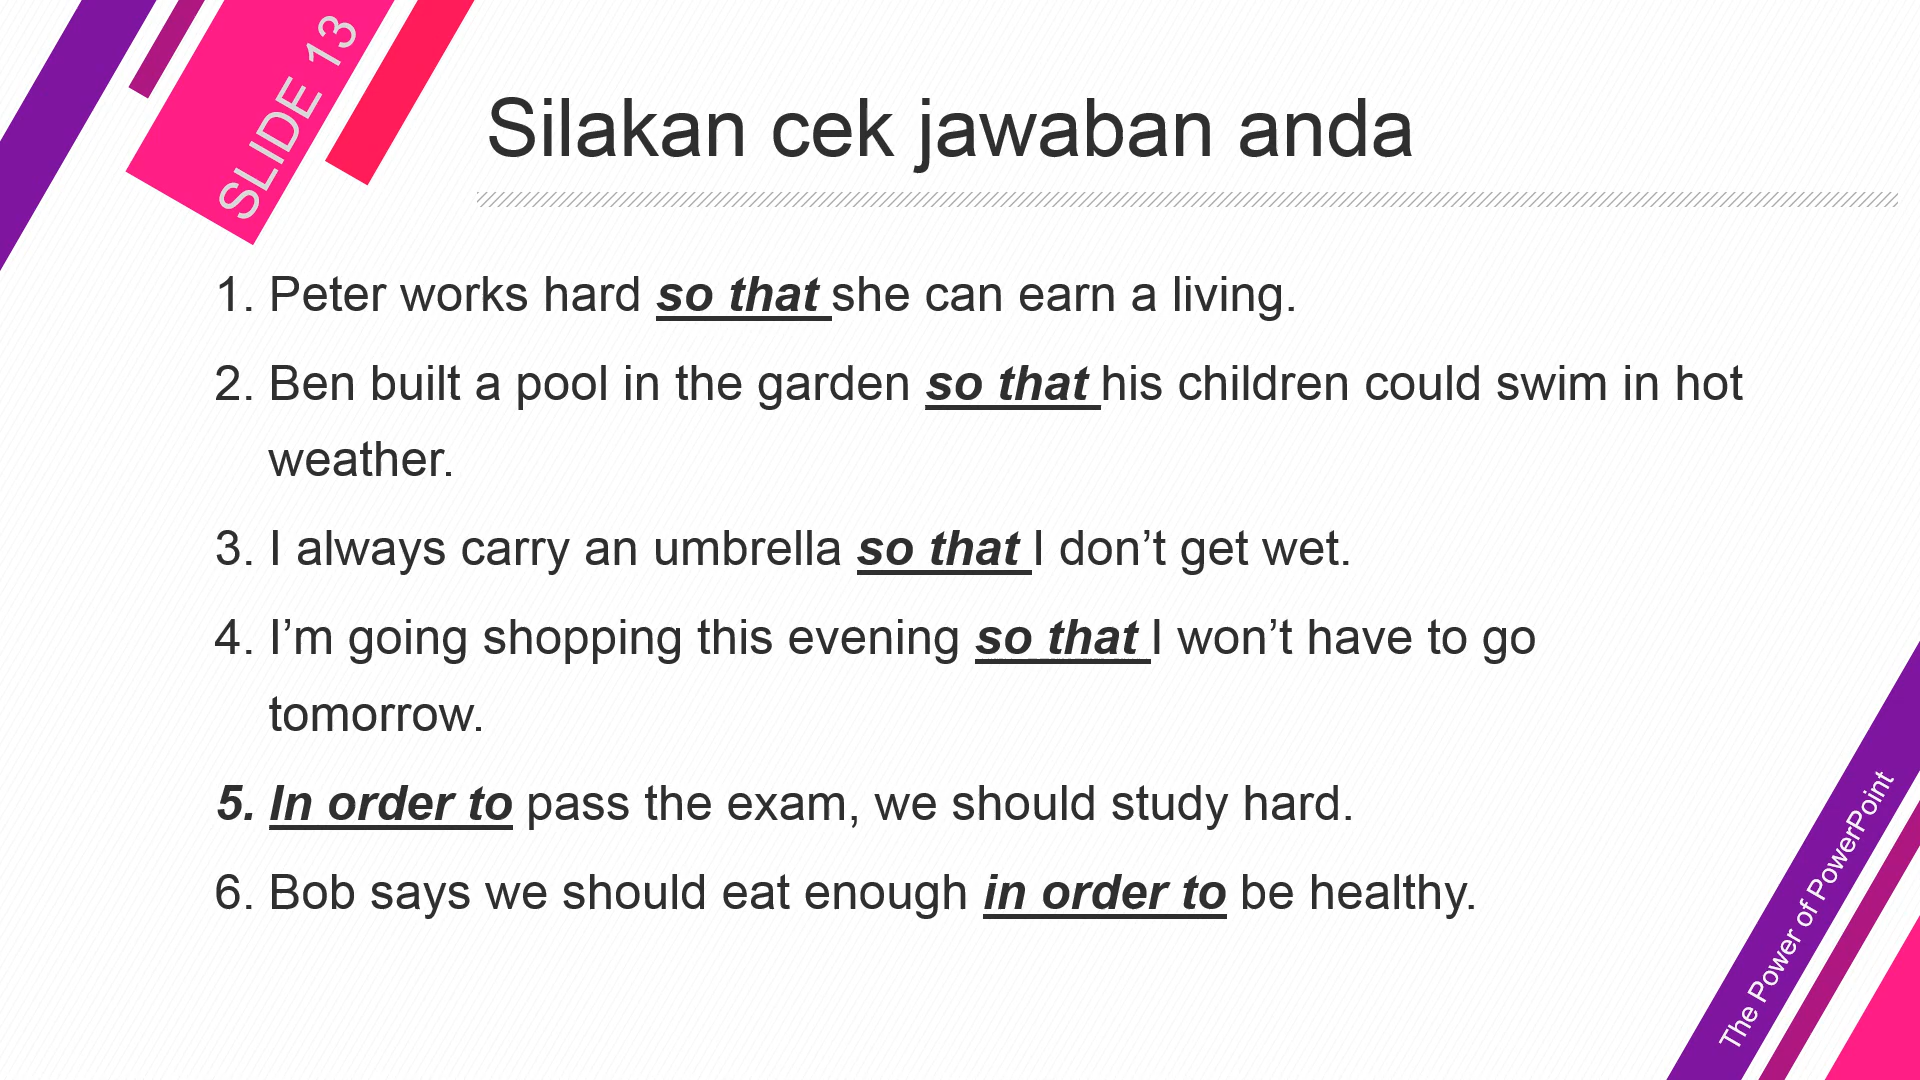 SLIDE 13
Silakan cek jawaban anda
1. Peter works hard so that she can earn a living.
2. Ben built a pool in the garden so that his children could swim in hot
weather.
3. I always carry an umbrella so that I don’t get wet.
4. I’m going shopping this evening so that I won’t have to go
tomorrow.
5. In order to pass the exam, we should study hard.
6. Bob says we should eat enough in order to be healthy.
The Power of PowerPoint